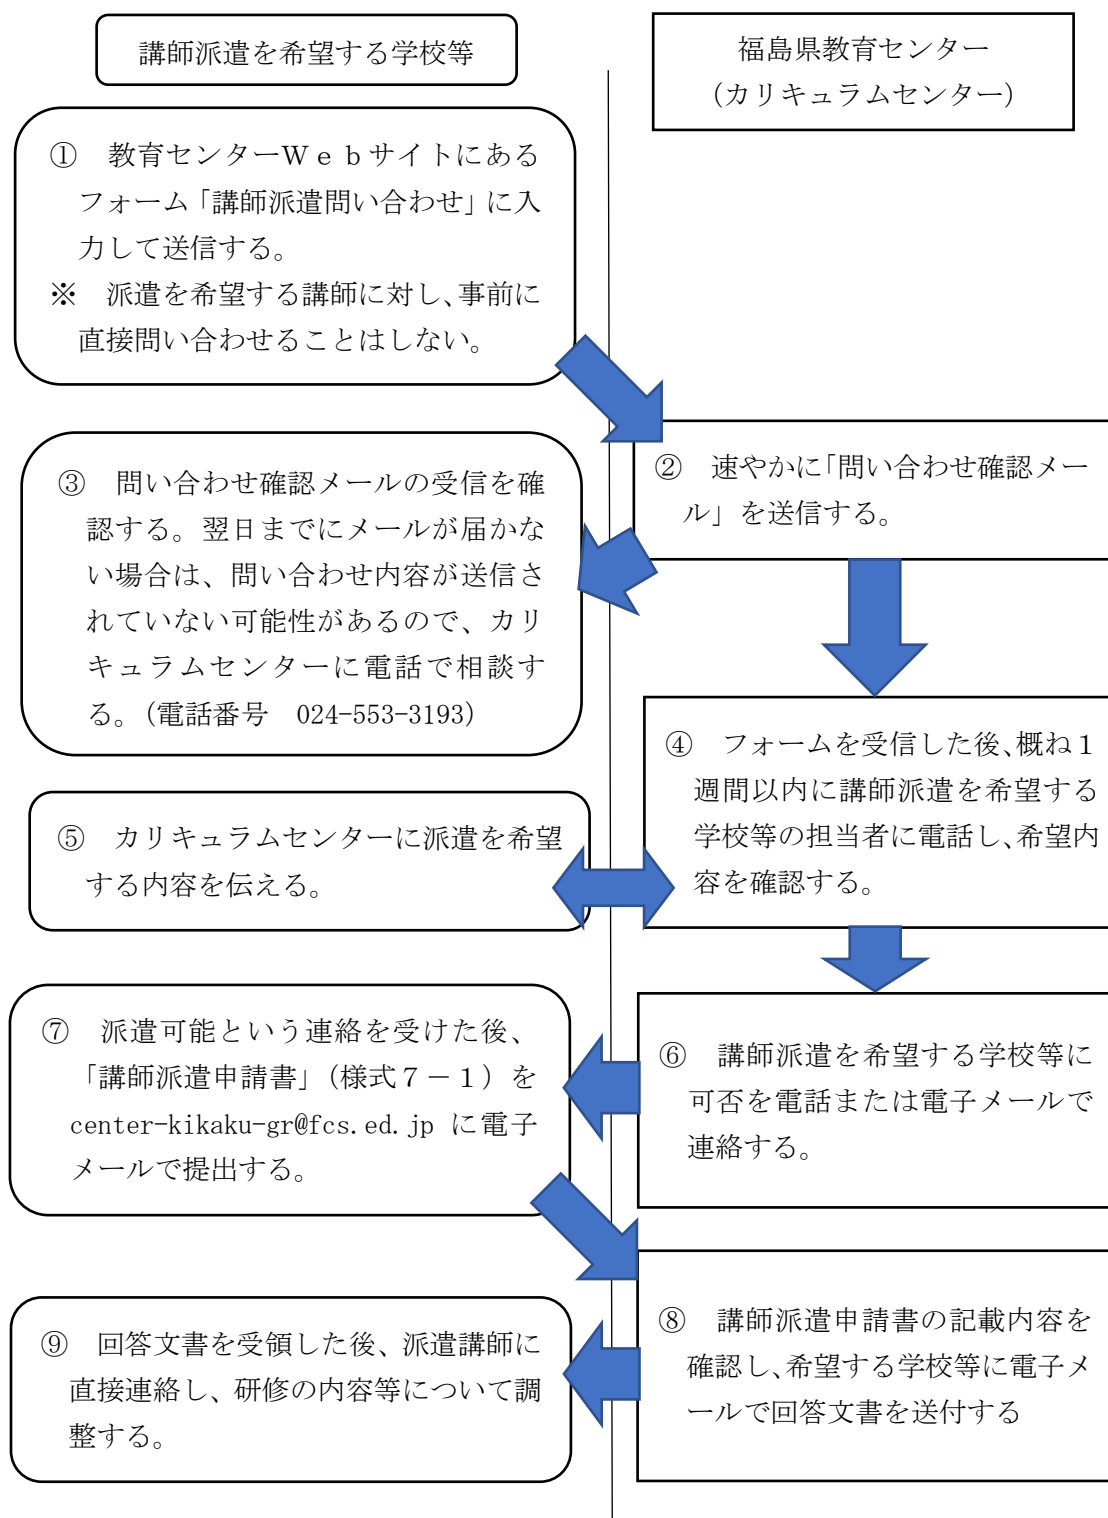 講師派遣を希望する学校等
福島県教育センター
（カリキュラムセンター）
①　教育センターＷｅｂサイトにある
フォーム「講師派遣問い合わせ」に入
力して送信する。
※　派遣を希望する講師に対し、事前に
直接問い合わせることはしない。
②　速やかに「問い合わせ確認メー
ル」を送信する。
③　問い合わせ確認メールの受信を確
認する。翌日までにメールが届かな
い場合は、問い合わせ内容が送信さ
れていない可能性があるので、カリ
キュラムセンターに電話で相談す
る。（電話番号　024-553-3193）
④　フォームを受信した後、概ね１
週間以内に講師派遣を希望する
学校等の担当者に電話し、希望内
容を確認する。
⑤　カリキュラムセンターに派遣を希望
する内容を伝える。
⑥　講師派遣を希望する学校等に
可否を電話または電子メールで
連絡する。
⑦　派遣可能という連絡を受けた後、
「講師派遣申請書」（様式７－１）を
center-kikaku-gr@fcs.ed.jp に電子
メールで提出する。
⑧　講師派遣申請書の記載内容を
確認し、希望する学校等に電子メ
ールで回答文書を送付する
⑨　回答文書を受領した後、派遣講師に
直接連絡し、研修の内容等について調
整する。